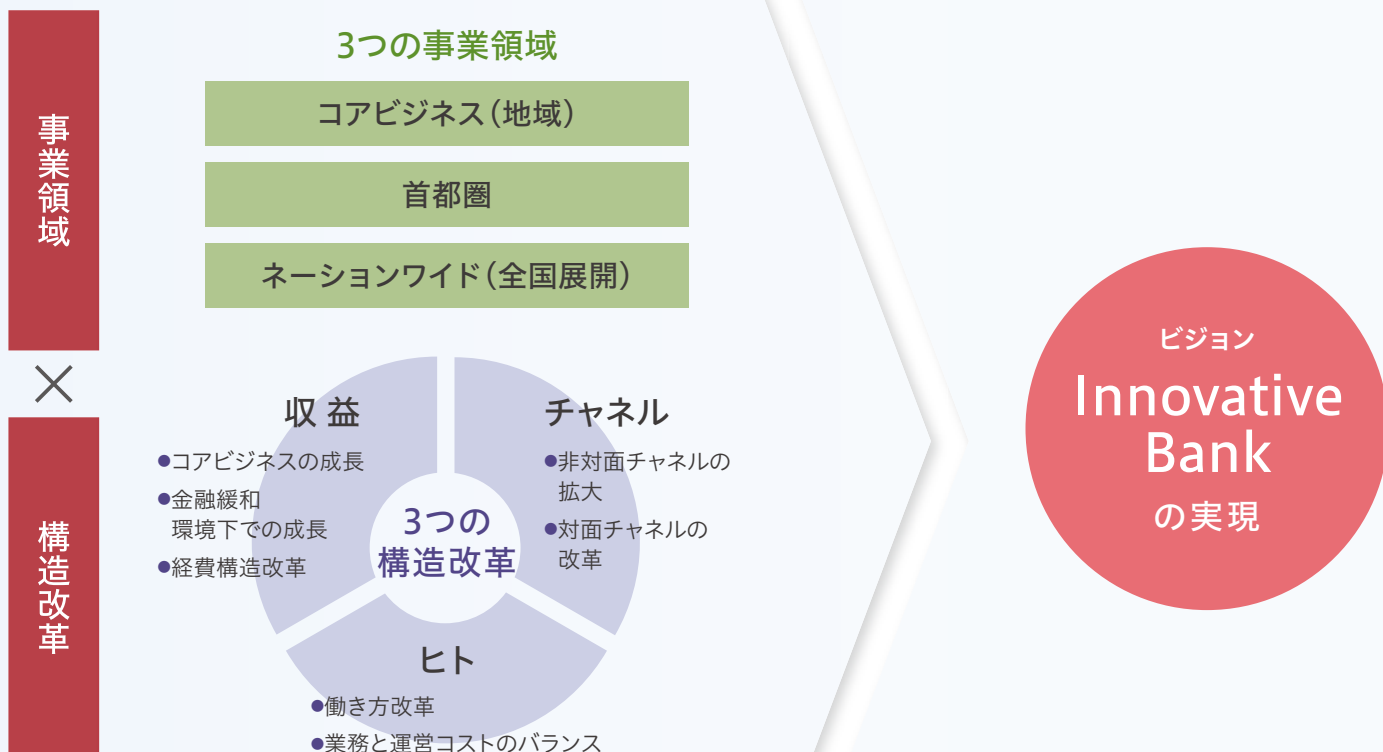 事業領域
3つの事業領域
コアビジネス（地域）
首都圏
ネーションワイド（全国展開）
×
構造改革
収益
●コアビジネスの成長
●金融緩和
環境下での成長
●経費構造改革
チャネル
●非対面チャネルの
拡大
●対面チャネルの
改革
3つの
構造改革
ヒト
●働き方改革
●業務と運営コストのバランス
ビジョン
Innovative
Bank
の実現